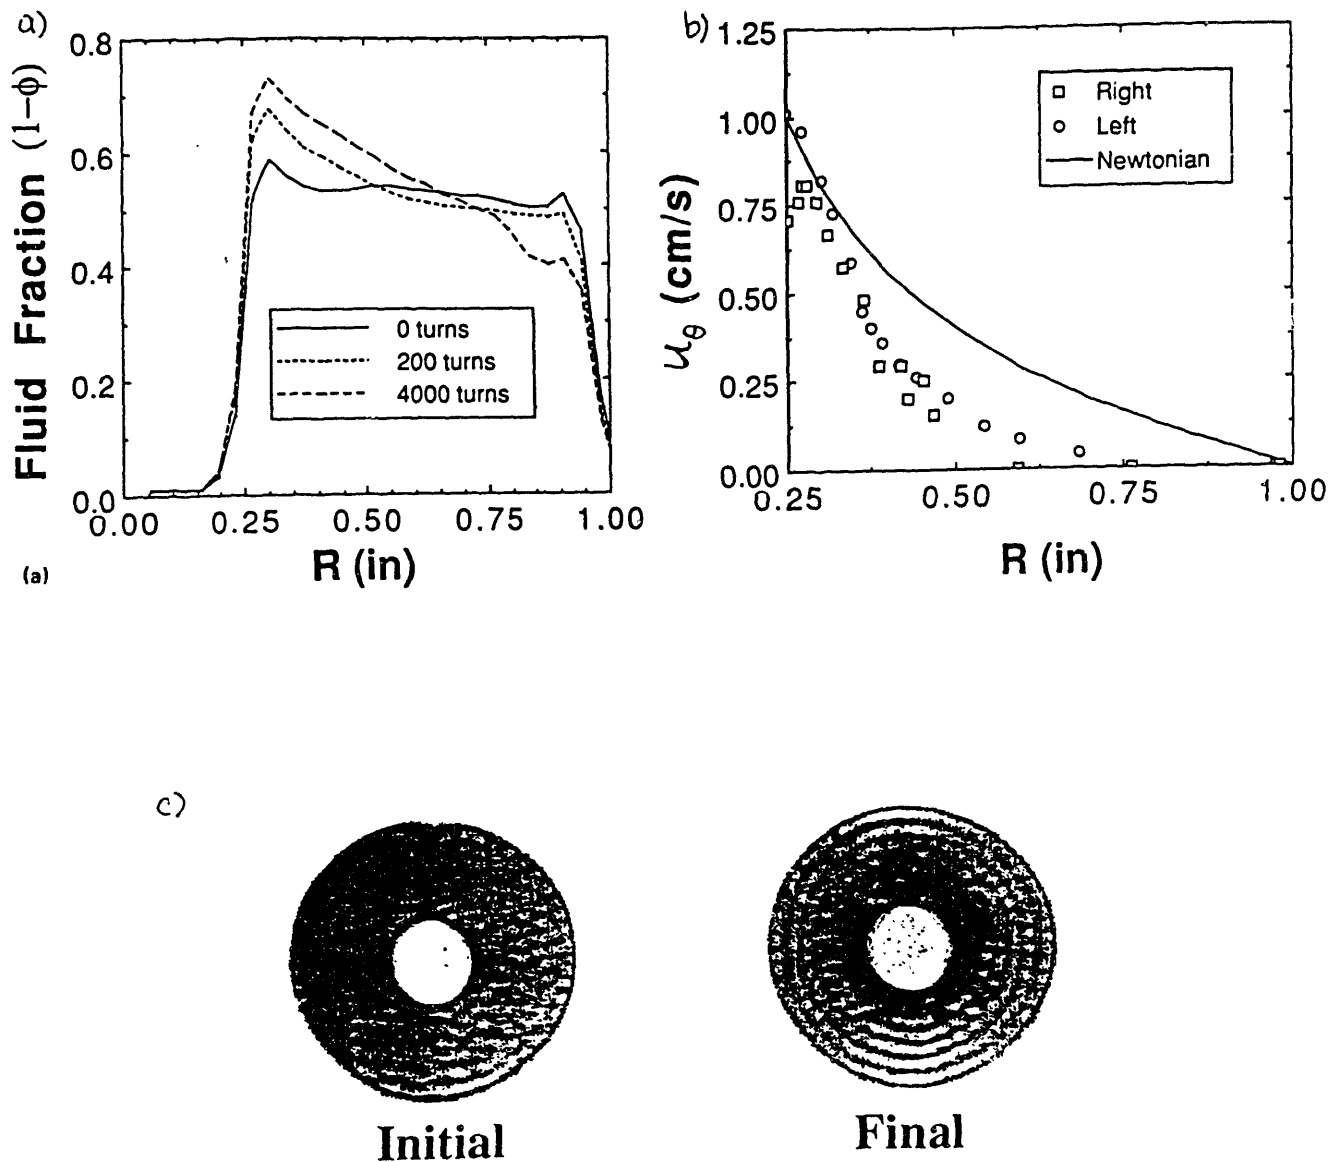 a)
Fluid Fraction (1−ϕ)
0.8
0.6
0.4
0.2
0.0
0 turns
200 turns
4000 turns
0.00 0.25 0.50 0.75 1.00
R (in)
(a)
b)
u_θ (cm/s)
1.25
1.00
0.75
0.50
0.25
0.00
Right
Left
Newtonian
0.25 0.50 0.75 1.00
R (in)
c)
Initial
Final